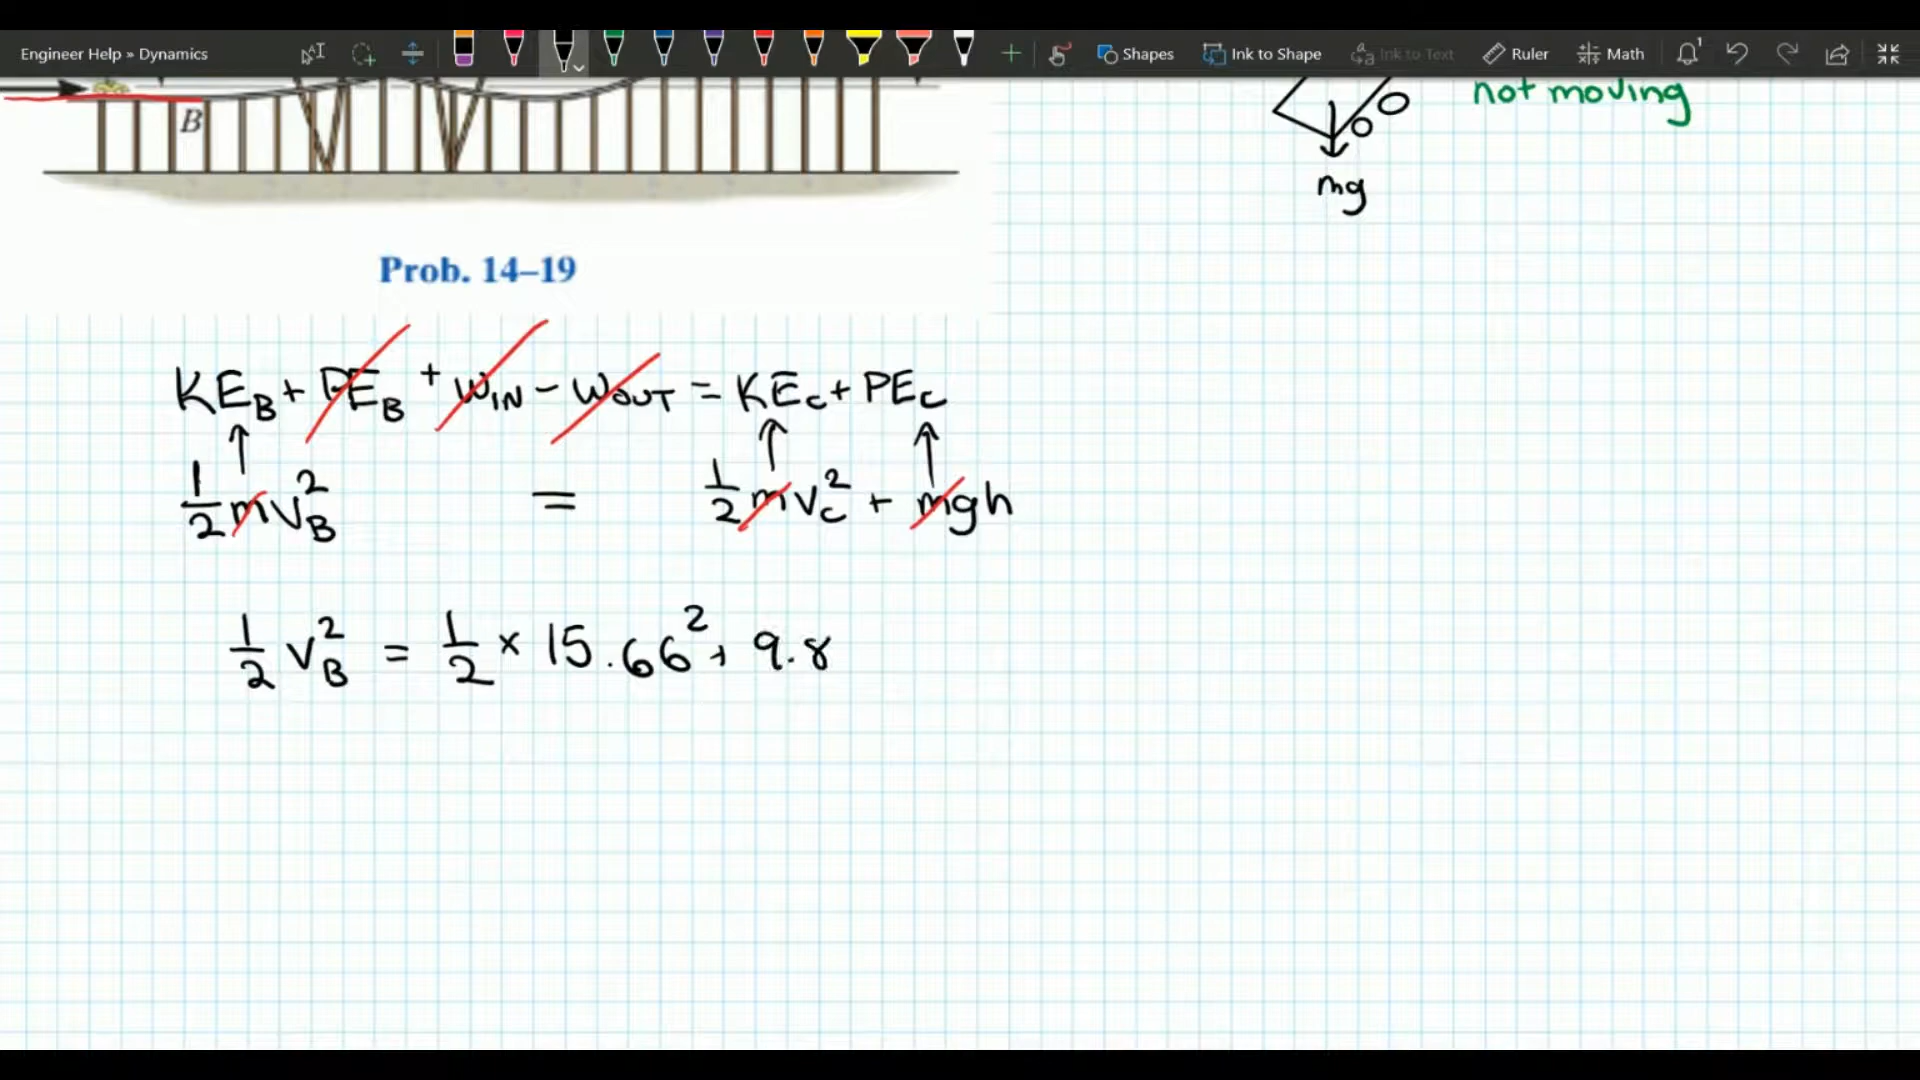 Engineer Help » Dynamics
Shapes
Ink to Shape
Ink to Text
Ruler
Math
1
B
not moving
mg
Prob. 14–19
KE_B + PE_B + W_IN - W_OUT = KE_C + PE_C
1/2 mv_B^2 = 1/2 mv_C^2 + mgh
1/2 v_B^2 = 1/2 × 15.66^2 + 9.8